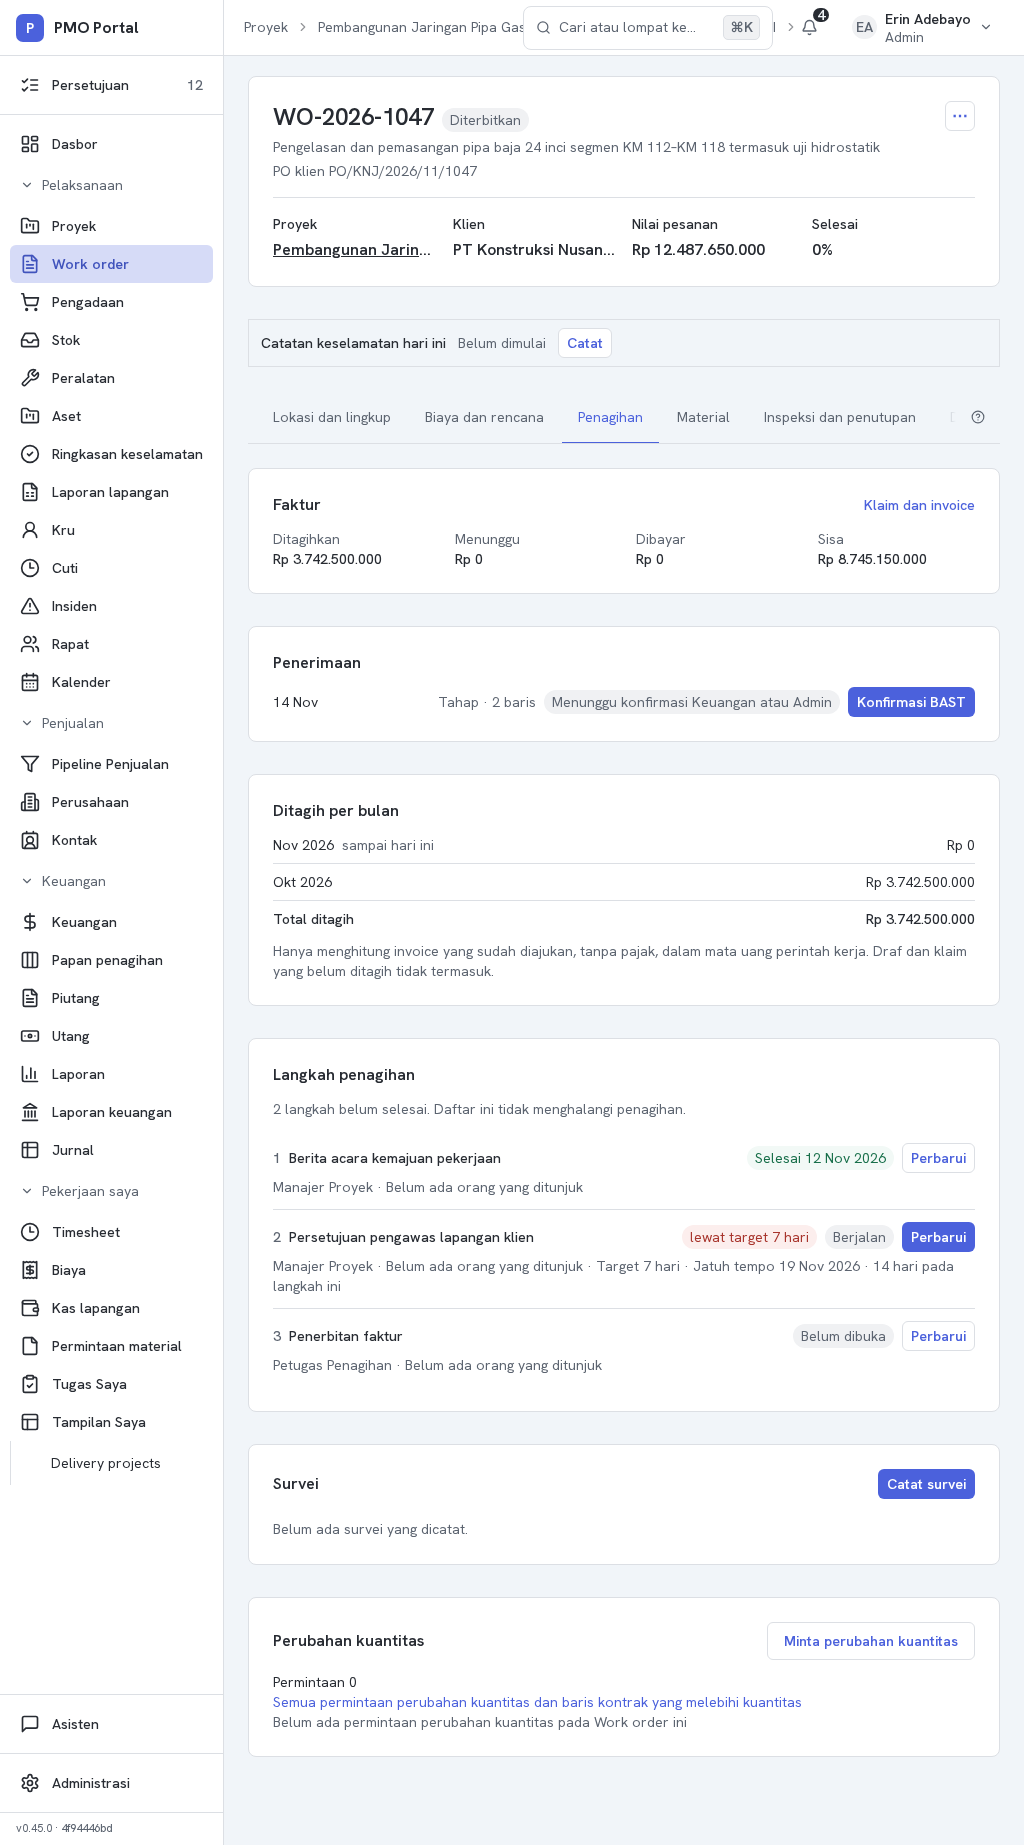 P PMO Portal
Proyek
Pembangunan Jaringan Pipa Gas
Cari atau lompat ke...
⌘K
4
EA
Erin Adebayo
Admin
Persetujuan 12
Dasbor
Pelaksanaan
Proyek
Work order
Pengadaan
Stok
Peralatan
Aset
Ringkasan keselamatan
Laporan lapangan
Kru
Cuti
Insiden
Rapat
Kalender
Penjualan
Pipeline Penjualan
Perusahaan
Kontak
Keuangan
Keuangan
Papan penagihan
Piutang
Utang
Laporan
Laporan keuangan
Jurnal
Pekerjaan saya
Timesheet
Biaya
Kas lapangan
Permintaan material
Tugas Saya
Tampilan Saya
Delivery projects
Asisten
Administrasi
v0.45.0 · 4f94446bd
WO-2026-1047 Diterbitkan
Pengelasan dan pemasangan pipa baja 24 inci segmen KM 112–KM 118 termasuk uji hidrostatik
PO klien PO/KNJ/2026/11/1047
Proyek Klien Nilai pesanan Selesai
Pembangunan Jarin... PT Konstruksi Nusan... Rp 12.487.650.000 0%
Catatan keselamatan hari ini Belum dimulai Catat
Lokasi dan lingkup Biaya dan rencana Penagihan Material Inspeksi dan penutupan
Faktur Klaim dan invoice
Ditagihkan Menunggu Dibayar Sisa
Rp 3.742.500.000 Rp 0 Rp 0 Rp 8.745.150.000
Penerimaan
14 Nov Tahap · 2 baris Menunggu konfirmasi Keuangan atau Admin Konfirmasi BAST
Ditagih per bulan
Nov 2026 sampai hari ini Rp 0
Okt 2026 Rp 3.742.500.000
Total ditagih Rp 3.742.500.000
Hanya menghitung invoice yang sudah diajukan, tanpa pajak, dalam mata uang perintah kerja. Draf dan klaim
yang belum ditagih tidak termasuk.
Langkah penagihan
2 langkah belum selesai. Daftar ini tidak menghalangi penagihan.
1 Berita acara kemajuan pekerjaan Selesai 12 Nov 2026 Perbarui
Manajer Proyek · Belum ada orang yang ditunjuk
2 Persetujuan pengawas lapangan klien lewat target 7 hari Berjalan Perbarui
Manajer Proyek · Belum ada orang yang ditunjuk · Target 7 hari · Jatuh tempo 19 Nov 2026 · 14 hari pada
langkah ini
3 Penerbitan faktur Belum dibuka Perbarui
Petugas Penagihan · Belum ada orang yang ditunjuk
Survei Catat survei
Belum ada survei yang dicatat.
Perubahan kuantitas Minta perubahan kuantitas
Permintaan 0
Semua permintaan perubahan kuantitas dan baris kontrak yang melebihi kuantitas
Belum ada permintaan perubahan kuantitas pada Work order ini